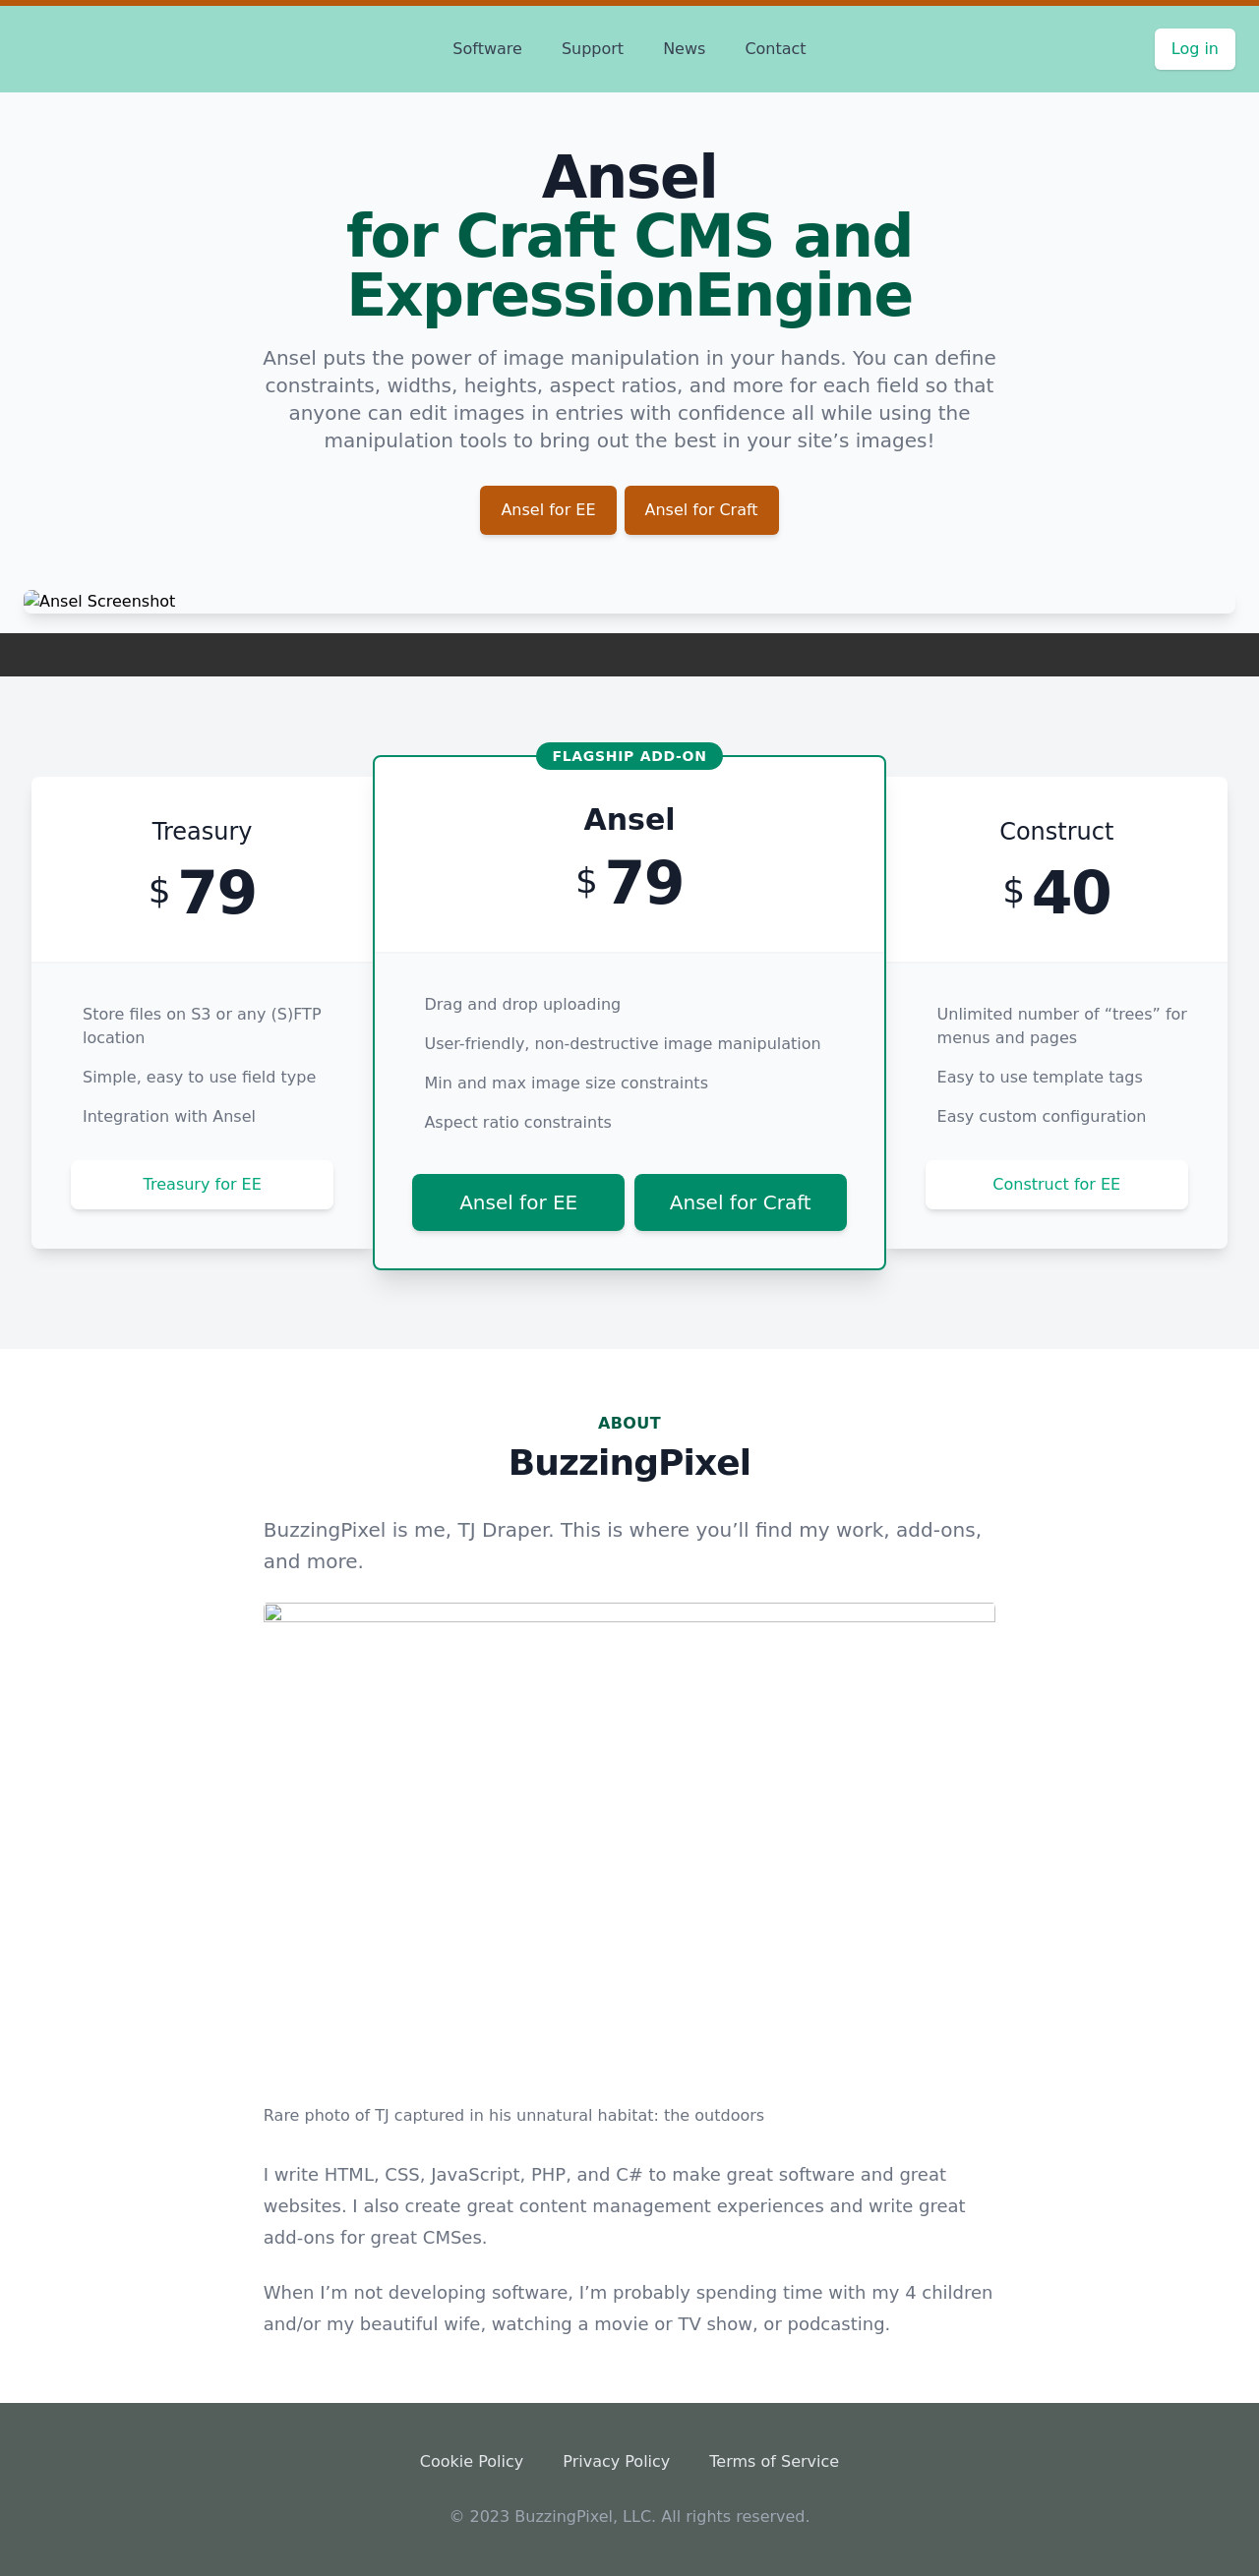 Software Support News Contact Log in
Ansel
for Craft CMS and
ExpressionEngine
Ansel puts the power of image manipulation in your hands. You can define
constraints, widths, heights, aspect ratios, and more for each field so that
anyone can edit images in entries with confidence all while using the
manipulation tools to bring out the best in your site’s images!
Ansel for EE Ansel for Craft
Ansel Screenshot
Treasury
$ 79
Store files on S3 or any (S)FTP
location
Simple, easy to use field type
Integration with Ansel
Treasury for EE
FLAGSHIP ADD-ON
Ansel
$ 79
Drag and drop uploading
User-friendly, non-destructive image manipulation
Min and max image size constraints
Aspect ratio constraints
Ansel for EE Ansel for Craft
Construct
$ 40
Unlimited number of “trees” for
menus and pages
Easy to use template tags
Easy custom configuration
Construct for EE
ABOUT
BuzzingPixel
BuzzingPixel is me, TJ Draper. This is where you’ll find my work, add-ons,
and more.
Rare photo of TJ captured in his unnatural habitat: the outdoors
I write HTML, CSS, JavaScript, PHP, and C# to make great software and great
websites. I also create great content management experiences and write great
add-ons for great CMSes.
When I’m not developing software, I’m probably spending time with my 4 children
and/or my beautiful wife, watching a movie or TV show, or podcasting.
Cookie Policy Privacy Policy Terms of Service
© 2023 BuzzingPixel, LLC. All rights reserved.